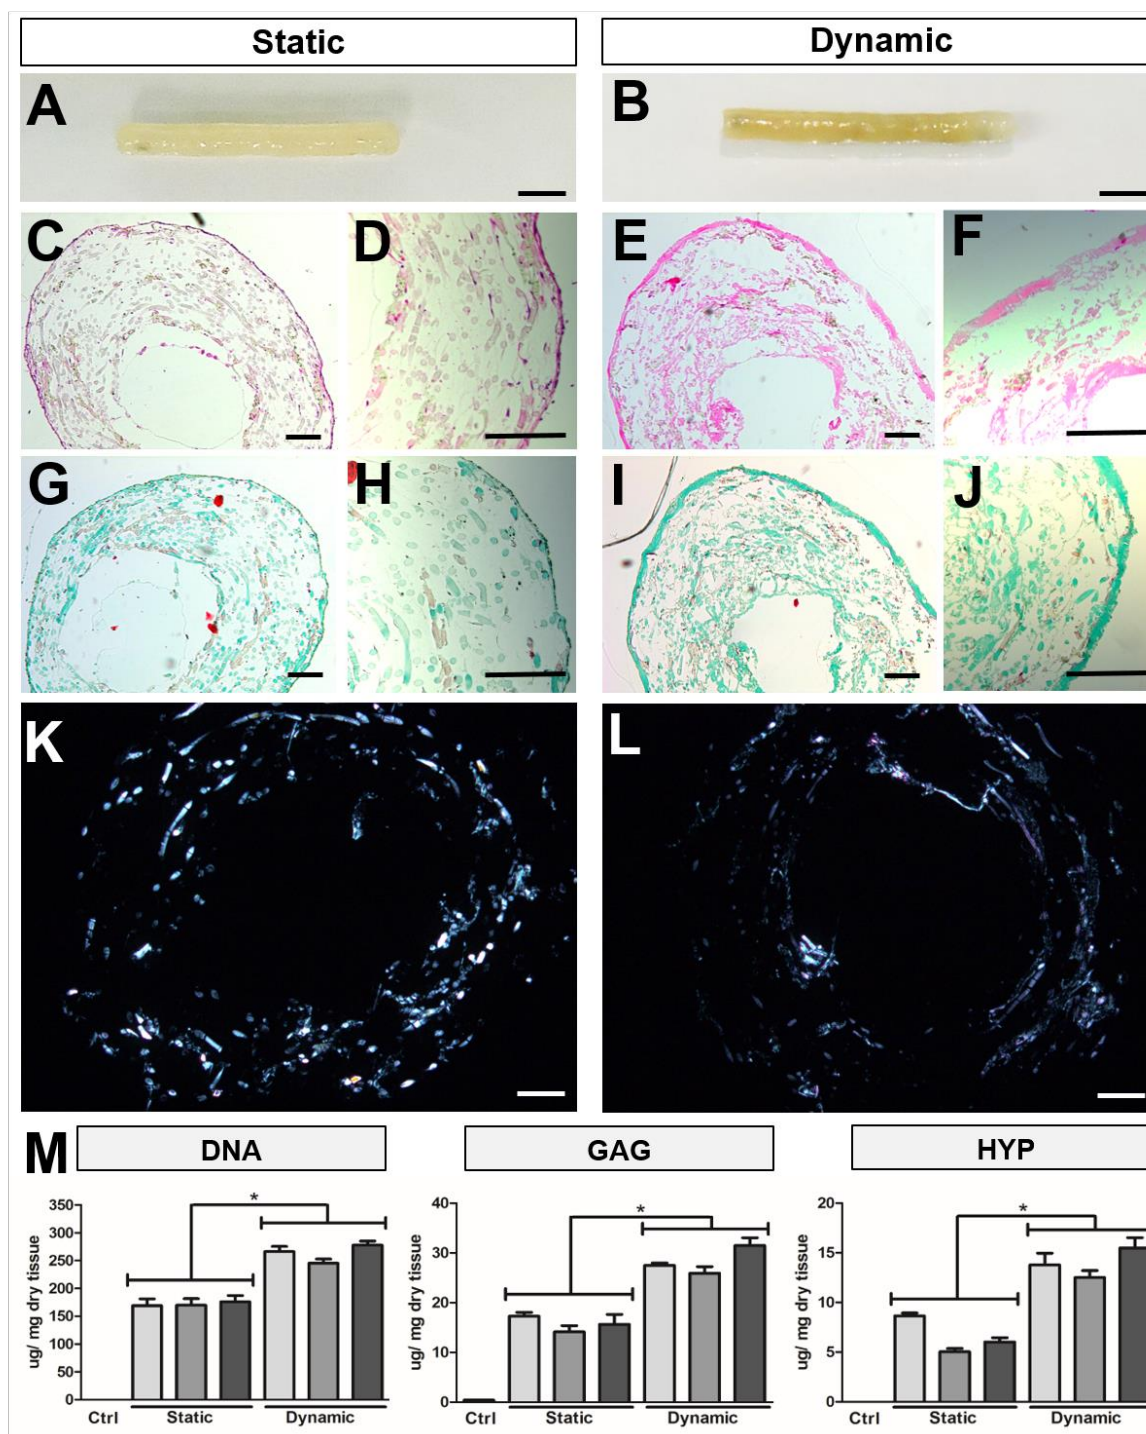 Static
Dynamic
A
B
C
D
E
F
G
H
I
J
K
L
M
DNA
GAG
HYP
ug/ mg dry tissue
350
300
250
200
150
100
50
0
*
Ctrl
Static
Dynamic
ug/ mg dry tissue
40
30
20
10
0
*
Ctrl
Static
Dynamic
ug/ mg dry tissue
20
15
10
5
0
*
Ctrl
Static
Dynamic